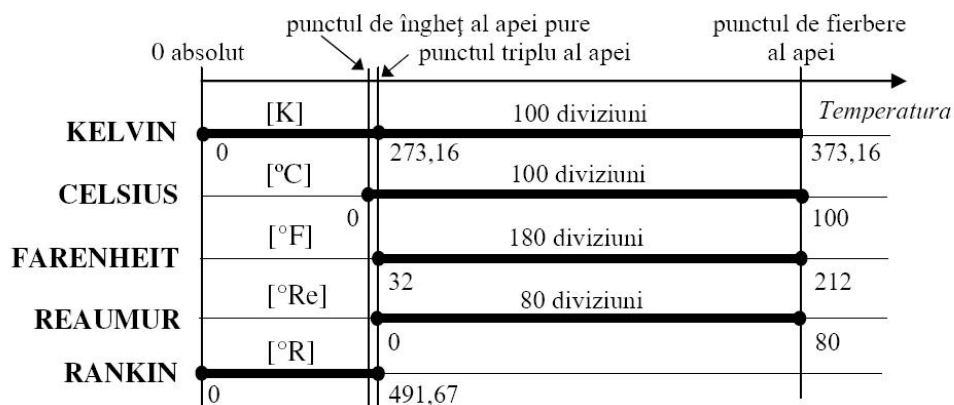 punctul de îngheţ al apei pure
punctul de fierbere
al apei
0 absolut
punctul triplu al apei
Temperatura
KELVIN
[K]
100 diviziuni
0
273,16
373,16
CELSIUS
[ºC]
100 diviziuni
0
100
FARENHEIT
[°F]
180 diviziuni
32
212
REAUMUR
[°Re]
80 diviziuni
0
80
RANKIN
[°R]
0
491,67